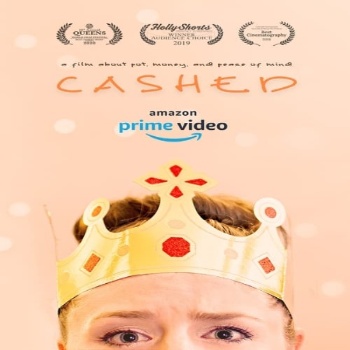 QUEENS
2020
HollyShorts
WINNER
AUDIENCE CHOICE
2019
Best
Cinematography
a film about pot, money, and peace of mind
CASHED
amazon
prime video